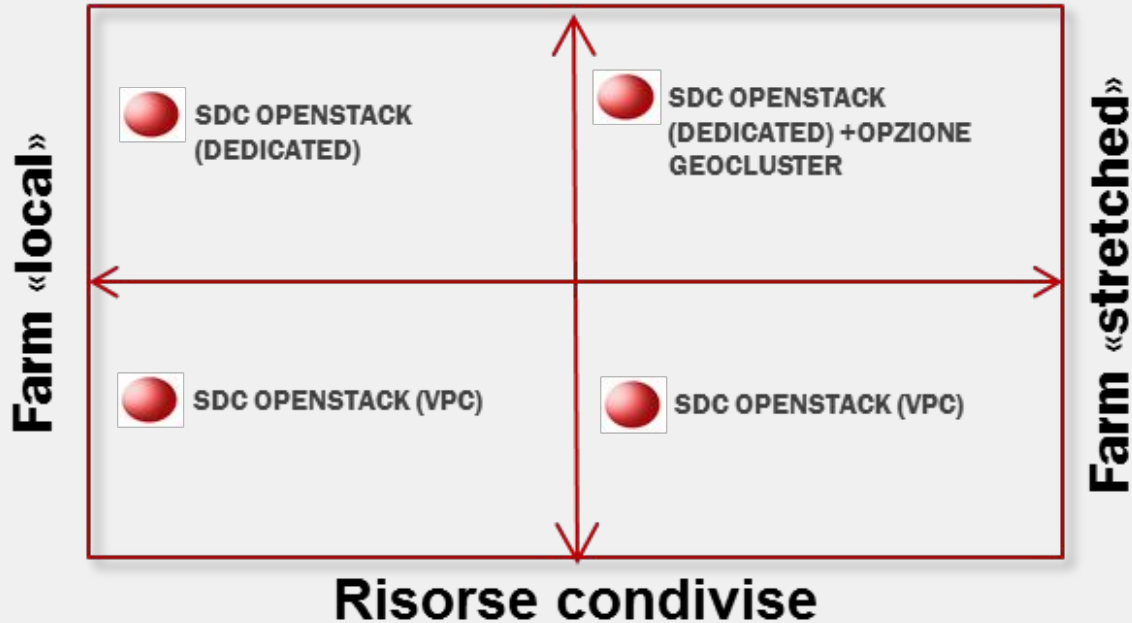 SDC OPENSTACK
(DEDICATED)
SDC OPENSTACK
(DEDICATED) +OPZIONE
GEOCLUSTER
Farm «local»
Farm «stretched»
SDC OPENSTACK (VPC)
SDC OPENSTACK (VPC)
Risorse condivise